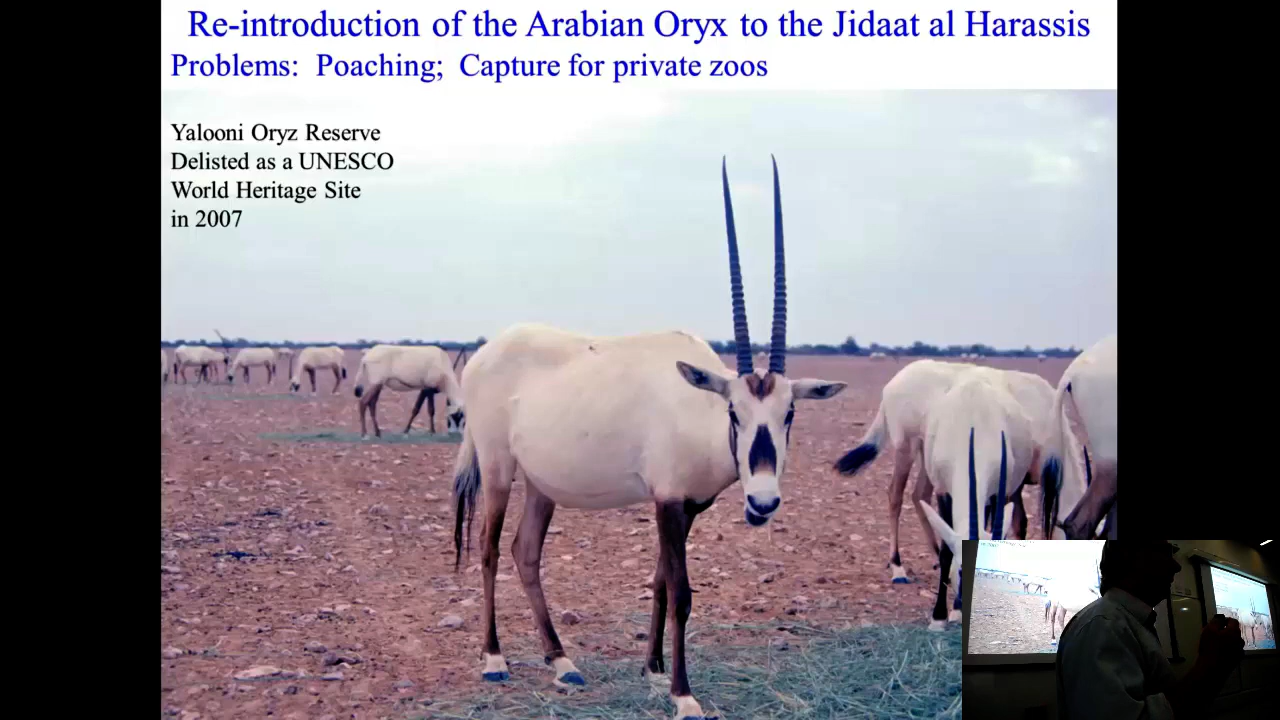 Re-introduction of the Arabian Oryx to the Jidaat al Harassis
Problems: Poaching; Capture for private zoos
Yalooni Oryz Reserve
Delisted as a UNESCO
World Heritage Site
in 2007